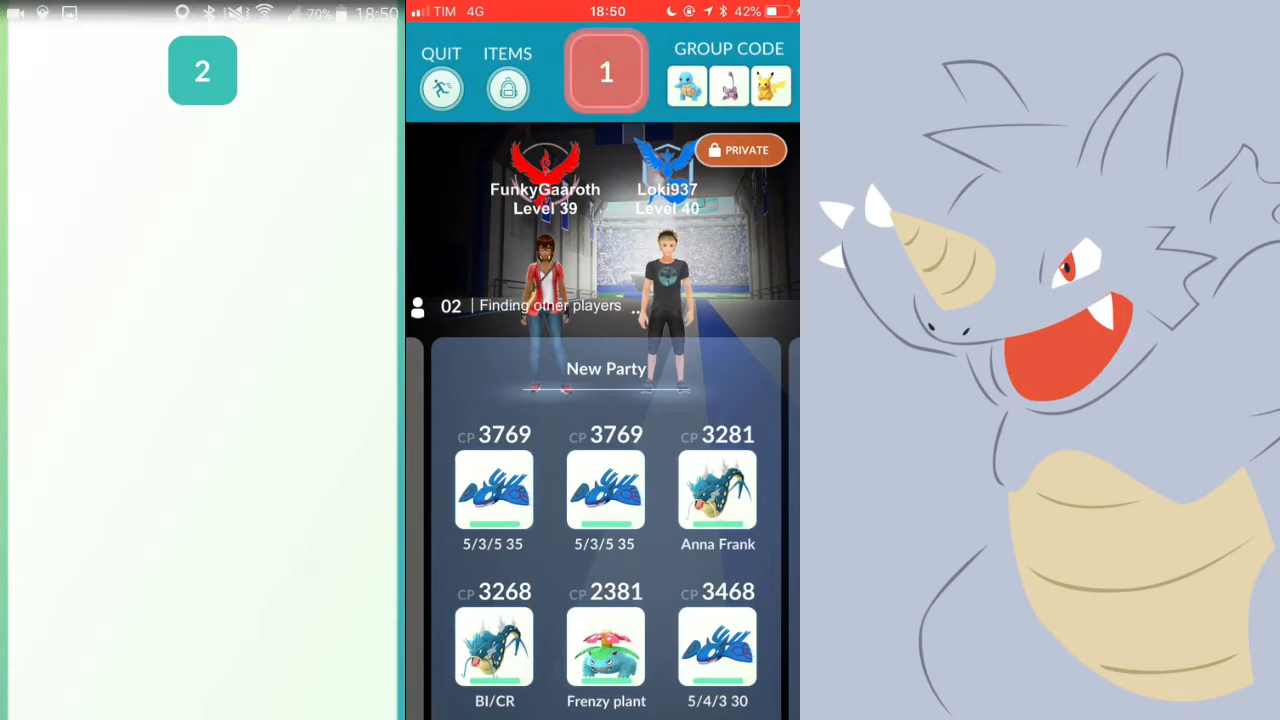 70% 18:50
2
TIM 4G 18:50 42%
QUIT ITEMS 1 GROUP CODE
PRIVATE
FunkyGaaroth Loki937
Level 39 Level 40
02 | Finding other players ..
New Party
CP 3769 CP 3769 CP 3281
5/3/5 35 5/3/5 35 Anna Frank
CP 3268 CP 2381 CP 3468
BI/CR Frenzy plant 5/4/3 30